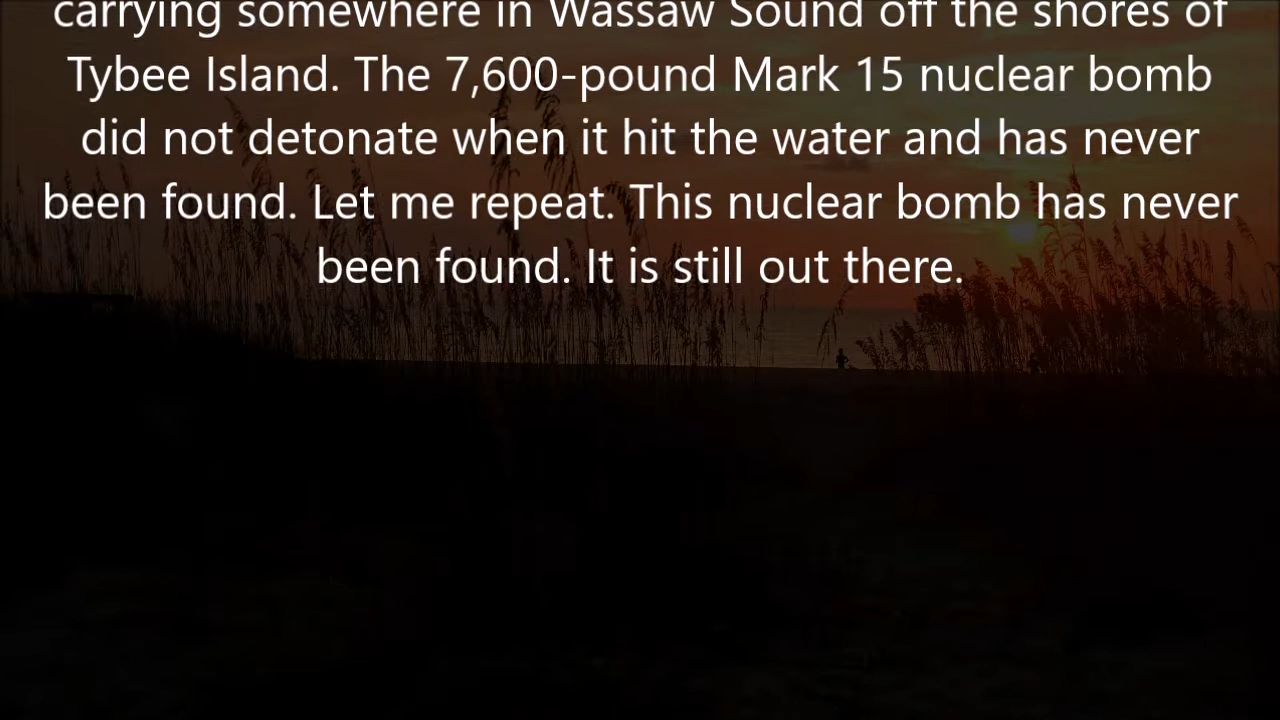 carrying somewhere in Wassaw Sound off the shores of
Tybee Island. The 7,600-pound Mark 15 nuclear bomb
did not detonate when it hit the water and has never
been found. Let me repeat. This nuclear bomb has never
been found. It is still out there.